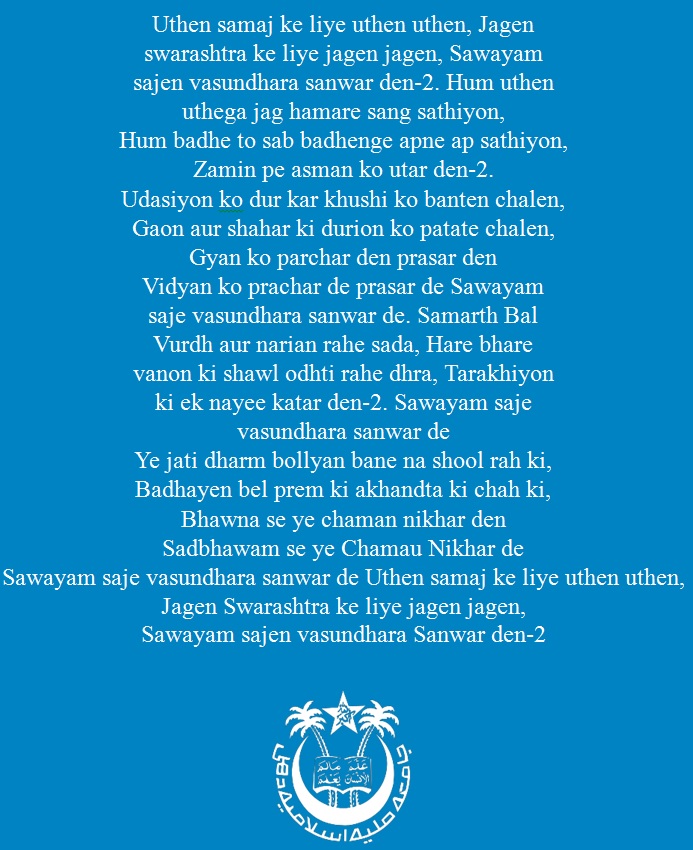 Uthen samaj ke liye uthen uthen, Jagen
swarashtra ke liye jagen jagen, Sawayam
sajen vasundhara sanwar den-2. Hum uthen
uthega jag hamare sang sathiyon,
Hum badhe to sab badhenge apne ap sathiyon,
Zamin pe asman ko utar den-2.
Udasiyon ko dur kar khushi ko banten chalen,
Gaon aur shahar ki durion ko patate chalen,
Gyan ko parchar den prasar den
Vidyan ko prachar de prasar de Sawayam
saje vasundhara sanwar de. Samarth Bal
Vurdh aur narian rahe sada, Hare bhare
vanon ki shawl odhti rahe dhra, Tarakhiyon
ki ek nayee katar den-2. Sawayam saje
vasundhara sanwar de
Ye jati dharm bollyan bane na shool rah ki,
Badhayen bel prem ki akhandta ki chah ki,
Bhawna se ye chaman nikhar den
Sadbhawam se ye Chamau Nikhar de
Sawayam saje vasundhara sanwar de Uthen samaj ke liye uthen uthen,
Jagen Swarashtra ke liye jagen jagen,
Sawayam sajen vasundhara Sanwar den-2
علم مالم
الانسان يعلم
جامعہ ملیہ اسلامیہ دهلی